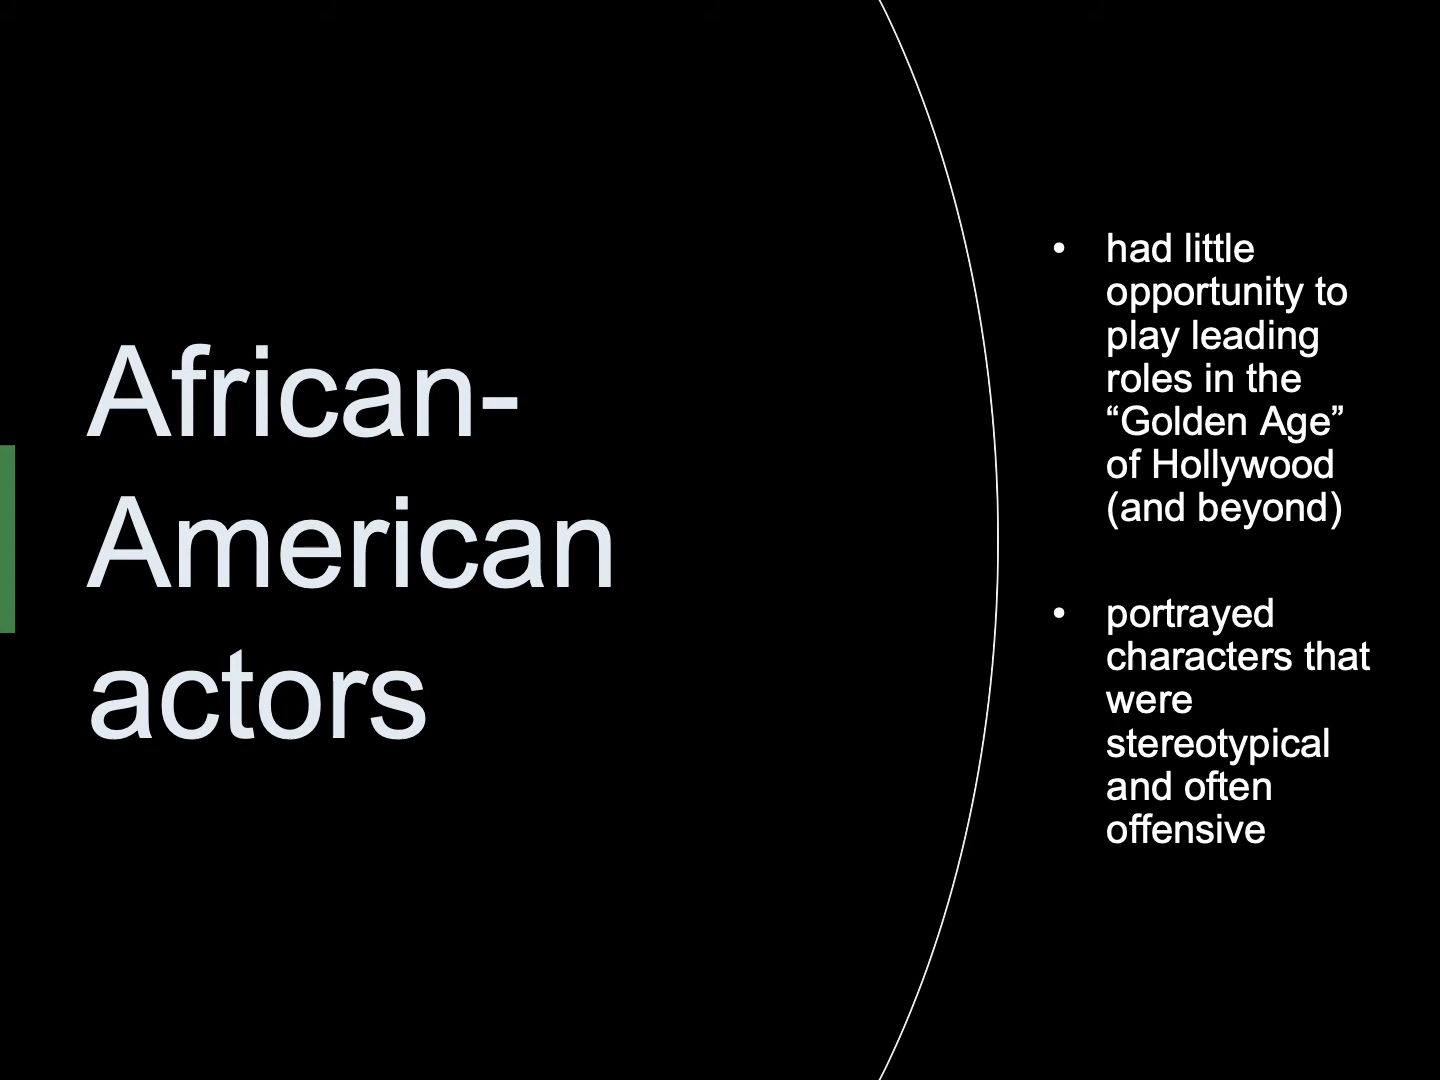 African-
American
actors
• had little
opportunity to
play leading
roles in the
“Golden Age”
of Hollywood
(and beyond)
• portrayed
characters that
were
stereotypical
and often
offensive